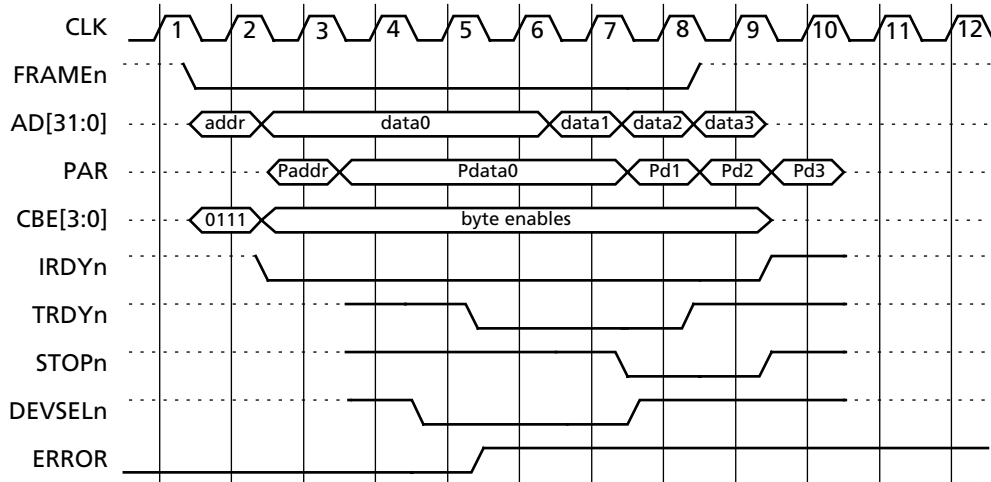 CLK 1 2 3 4 5 6 7 8 9 10 11 12
FRAMEn
AD[31:0] addr data0 data1 data2 data3
PAR Paddr Pdata0 Pd1 Pd2 Pd3
CBE[3:0] 0111 byte enables
IRDYn
TRDYn
STOPn
DEVSELn
ERROR